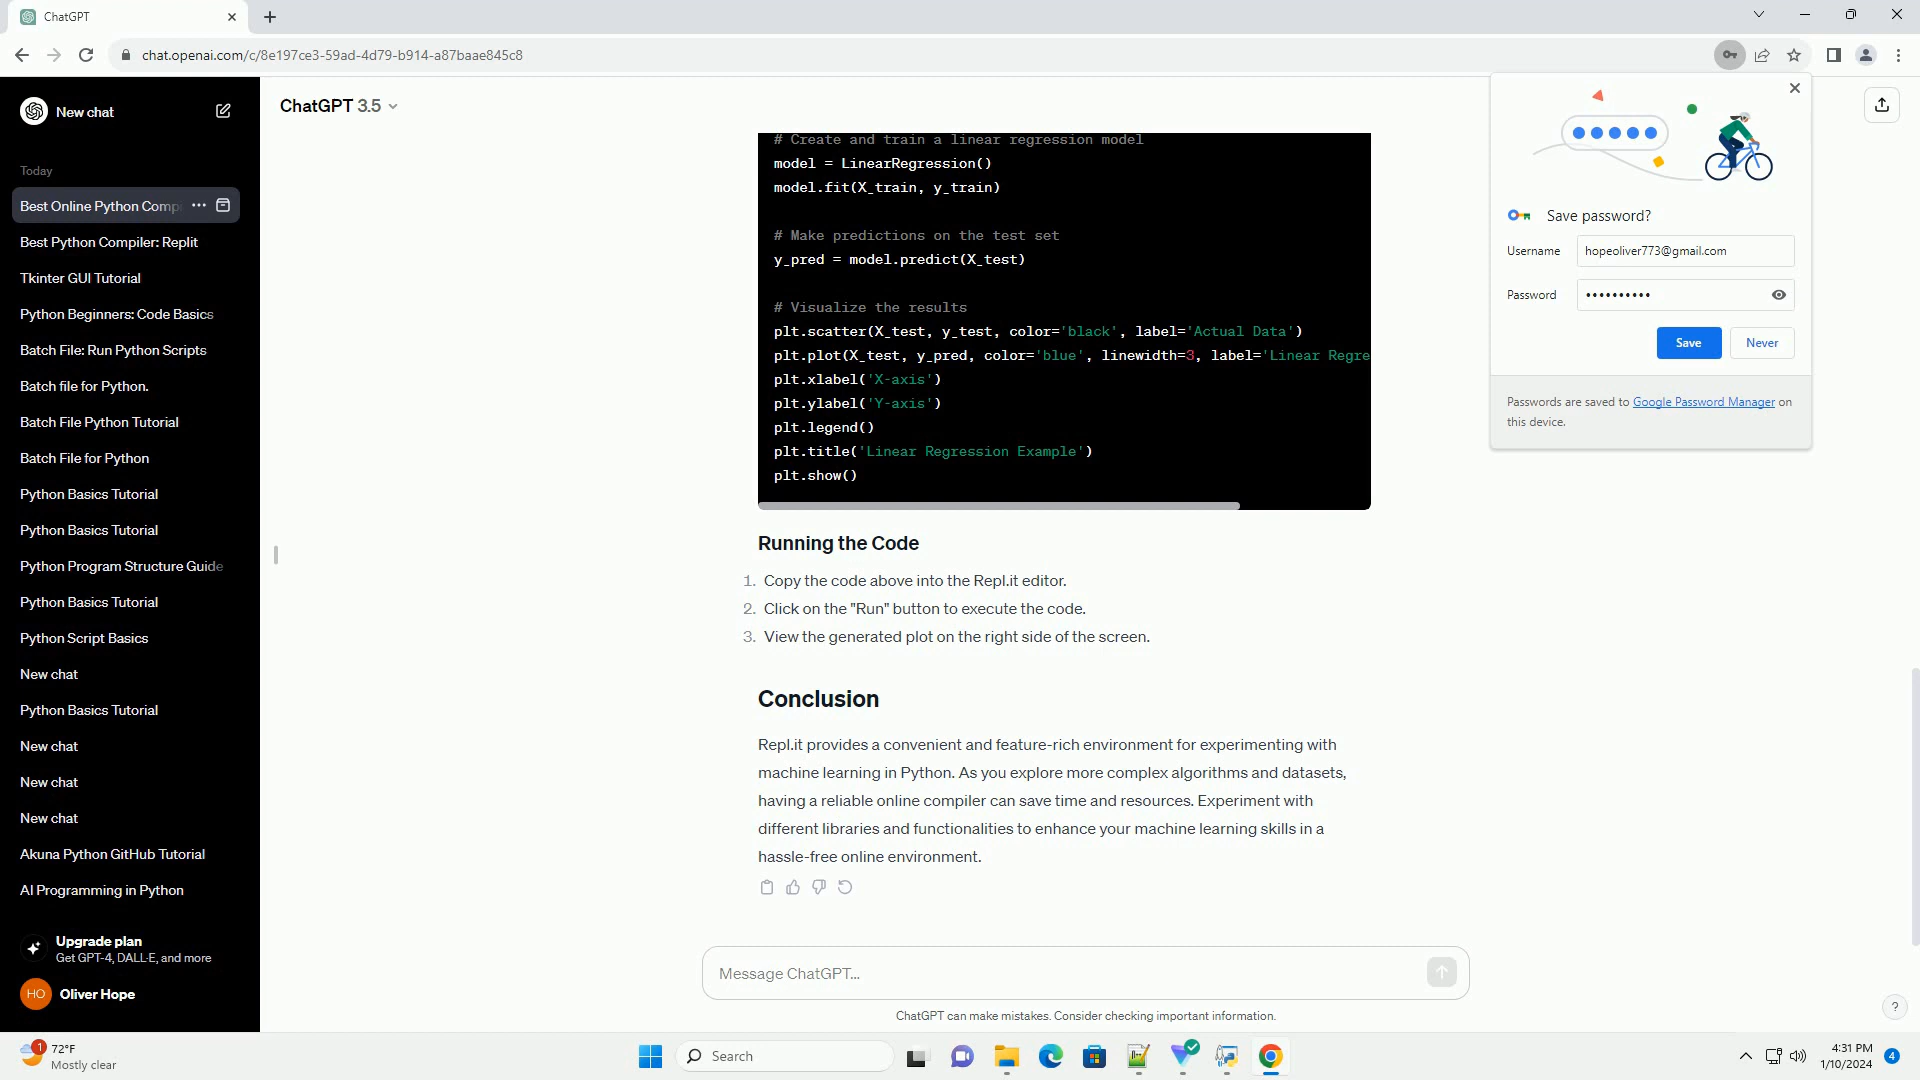 ChatGPT
chat.openai.com/c/8e197ce3-59ad-4d79-b914-a87baae845c8
New chat
Today
Best Online Python Comp
Best Python Compiler: Replit
Tkinter GUI Tutorial
Python Beginners: Code Basics
Batch File: Run Python Scripts
Batch file for Python.
Batch File Python Tutorial
Batch File for Python
Python Basics Tutorial
Python Basics Tutorial
Python Program Structure Guide
Python Basics Tutorial
Python Script Basics
New chat
Python Basics Tutorial
New chat
New chat
New chat
Akuna Python GitHub Tutorial
AI Programming in Python
Upgrade plan
Get GPT-4, DALL·E, and more
HO Oliver Hope
ChatGPT 3.5
# Create and train a linear regression model
model = LinearRegression()
model.fit(X_train, y_train)
# Make predictions on the test set
y_pred = model.predict(X_test)
# Visualize the results
plt.scatter(X_test, y_test, color='black', label='Actual Data')
plt.plot(X_test, y_pred, color='blue', linewidth=3, label='Linear Regre
plt.xlabel('X-axis')
plt.ylabel('Y-axis')
plt.legend()
plt.title('Linear Regression Example')
plt.show()
Running the Code
1. Copy the code above into the Repl.it editor.
2. Click on the "Run" button to execute the code.
3. View the generated plot on the right side of the screen.
Conclusion
Repl.it provides a convenient and feature-rich environment for experimenting with
machine learning in Python. As you explore more complex algorithms and datasets,
having a reliable online compiler can save time and resources. Experiment with
different libraries and functionalities to enhance your machine learning skills in a
hassle-free online environment.
Message ChatGPT...
ChatGPT can make mistakes. Consider checking important information.
?
Save password?
Username hopeoliver773@gmail.com
Password ••••••••••
Save Never
Passwords are saved to Google Password Manager on
this device.
1
72°F
Mostly clear
Search
4:31 PM
1/10/2024
4